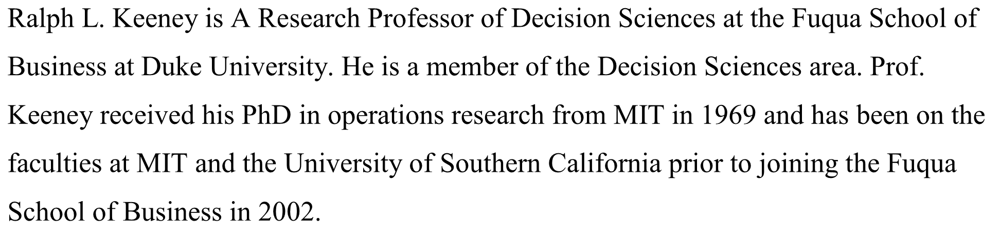 Ralph L. Keeney is A Research Professor of Decision Sciences at the Fuqua School of
Business at Duke University. He is a member of the Decision Sciences area. Prof.
Keeney received his PhD in operations research from MIT in 1969 and has been on the
faculties at MIT and the University of Southern California prior to joining the Fuqua
School of Business in 2002.